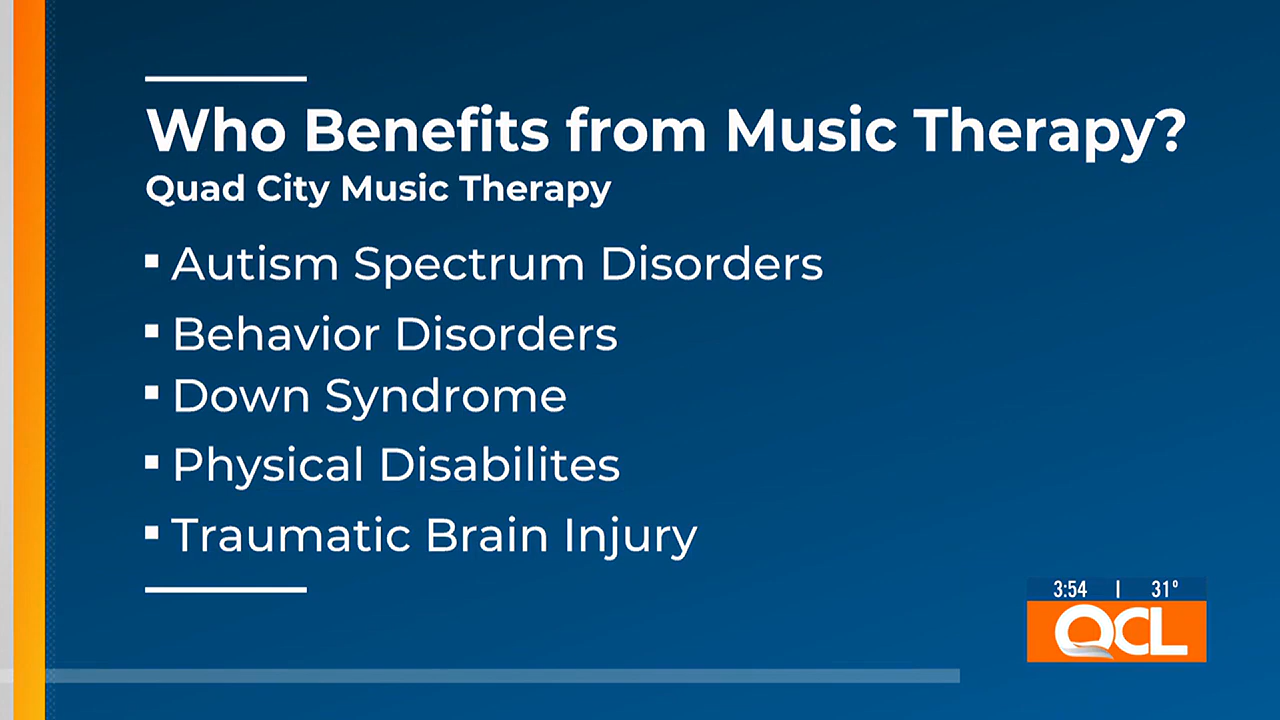 Who Benefits from Music Therapy?
Quad City Music Therapy
▪ Autism Spectrum Disorders
▪ Behavior Disorders
▪ Down Syndrome
▪ Physical Disabilites
▪ Traumatic Brain Injury
3:54 | 31°
QCL